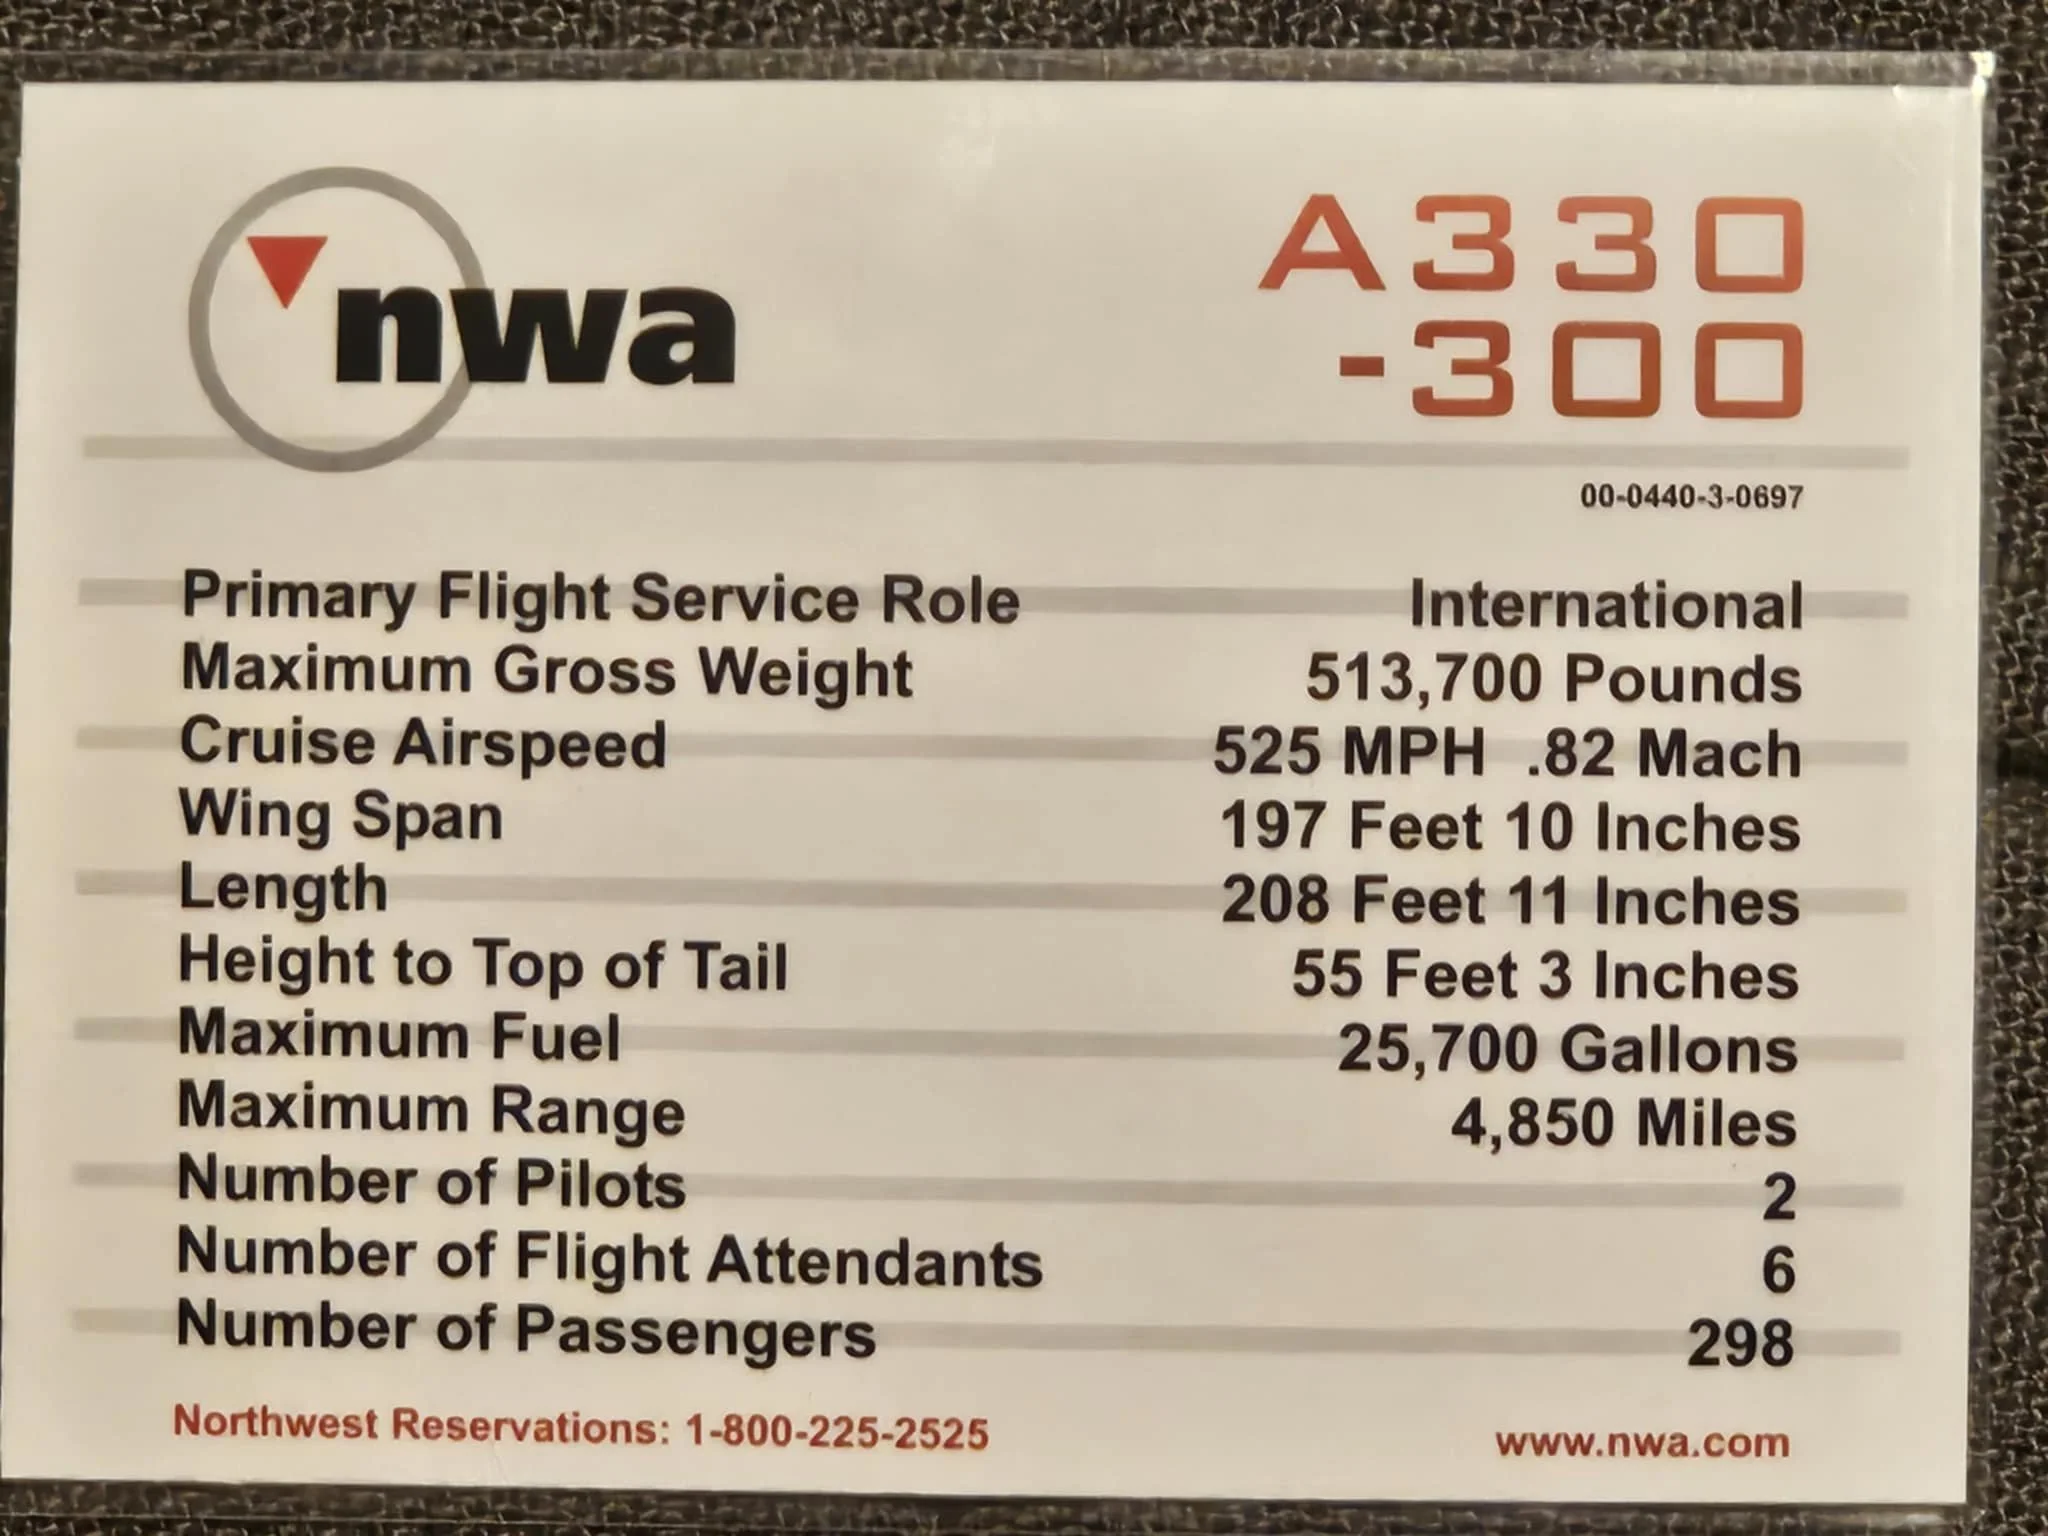 nwa
A330
-300
00-0440-3-0697
Primary Flight Service Role International
Maximum Gross Weight 513,700 Pounds
Cruise Airspeed 525 MPH .82 Mach
Wing Span 197 Feet 10 Inches
Length 208 Feet 11 Inches
Height to Top of Tail 55 Feet 3 Inches
Maximum Fuel 25,700 Gallons
Maximum Range 4,850 Miles
Number of Pilots 2
Number of Flight Attendants 6
Number of Passengers 298
Northwest Reservations: 1-800-225-2525 www.nwa.com